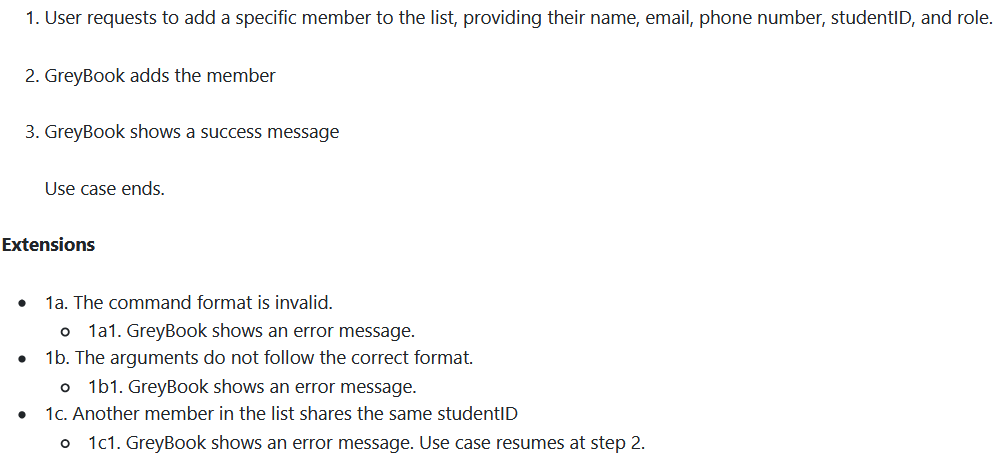 1. User requests to add a specific member to the list, providing their name, email, phone number, studentID, and role.
2. GreyBook adds the member
3. GreyBook shows a success message
Use case ends.
Extensions
• 1a. The command format is invalid.
o 1a1. GreyBook shows an error message.
• 1b. The arguments do not follow the correct format.
o 1b1. GreyBook shows an error message.
• 1c. Another member in the list shares the same studentID
o 1c1. GreyBook shows an error message. Use case resumes at step 2.